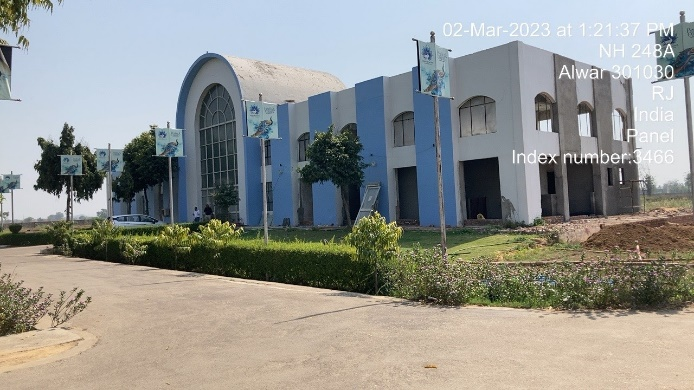 02-Mar-2023 at 1:21:37 PM
NH 248A
Alwar 301030
RJ
India
Panel
Index number:3466